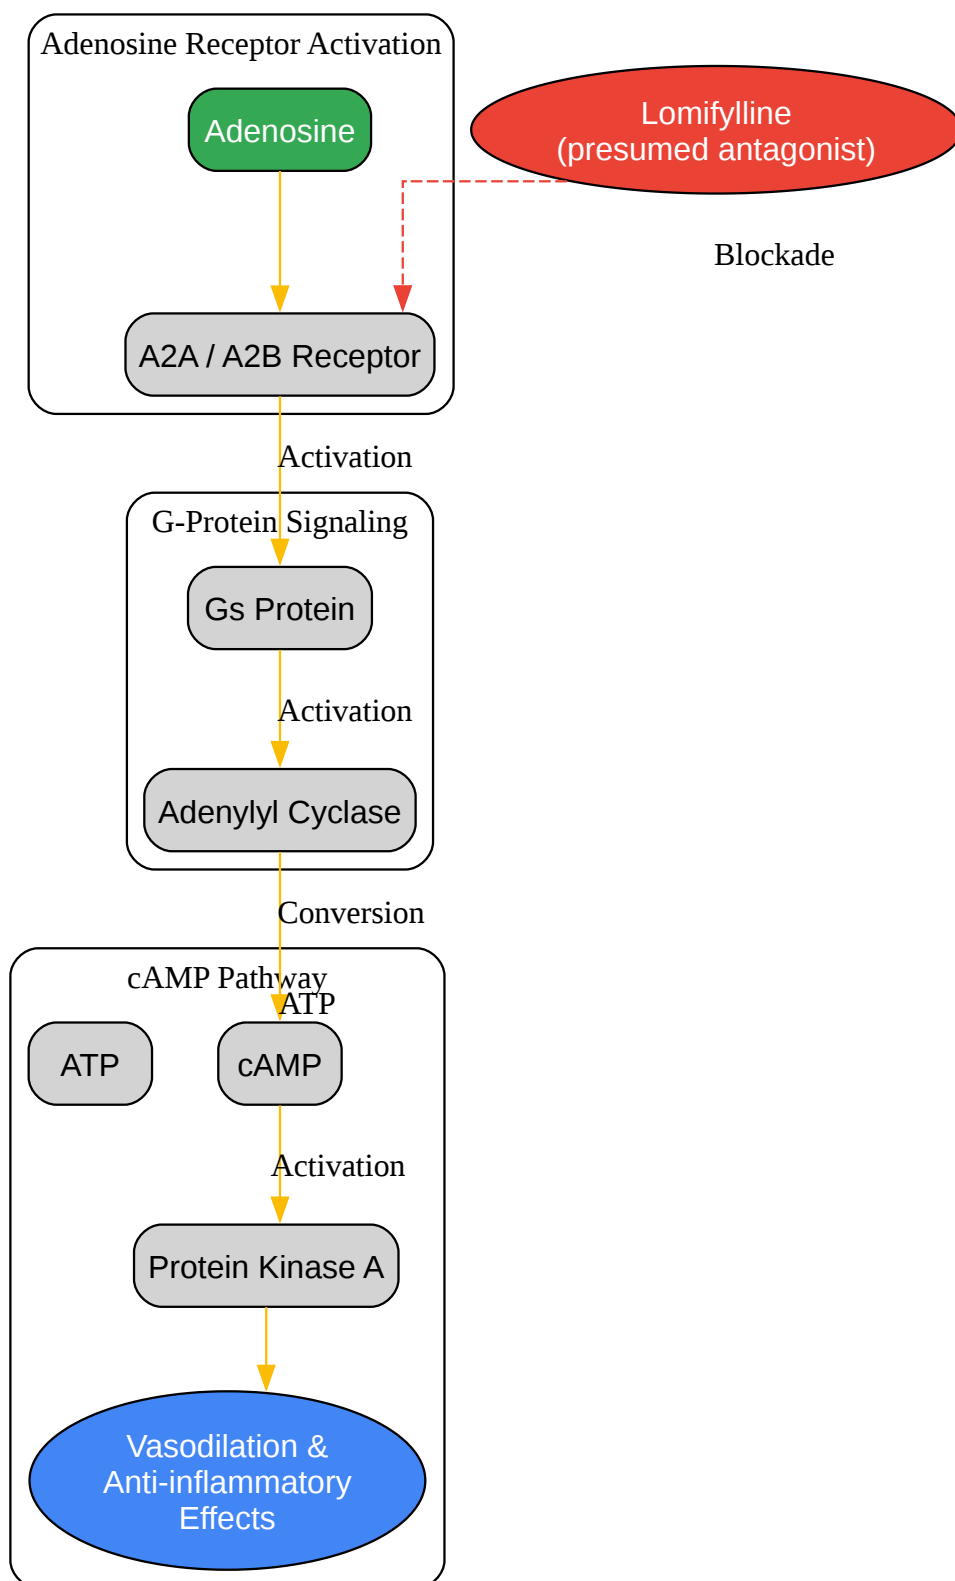 Adenosine Receptor Activation
Adenosine
Lomifylline
(presumed antagonist)
Blockade
A2A / A2B Receptor
Activation
G-Protein Signaling
Gs Protein
Activation
Adenylyl Cyclase
Conversion
cAMP Pathway
ATP
ATP
cAMP
Activation
Protein Kinase A
Vasodilation &
Anti-inflammatory
Effects